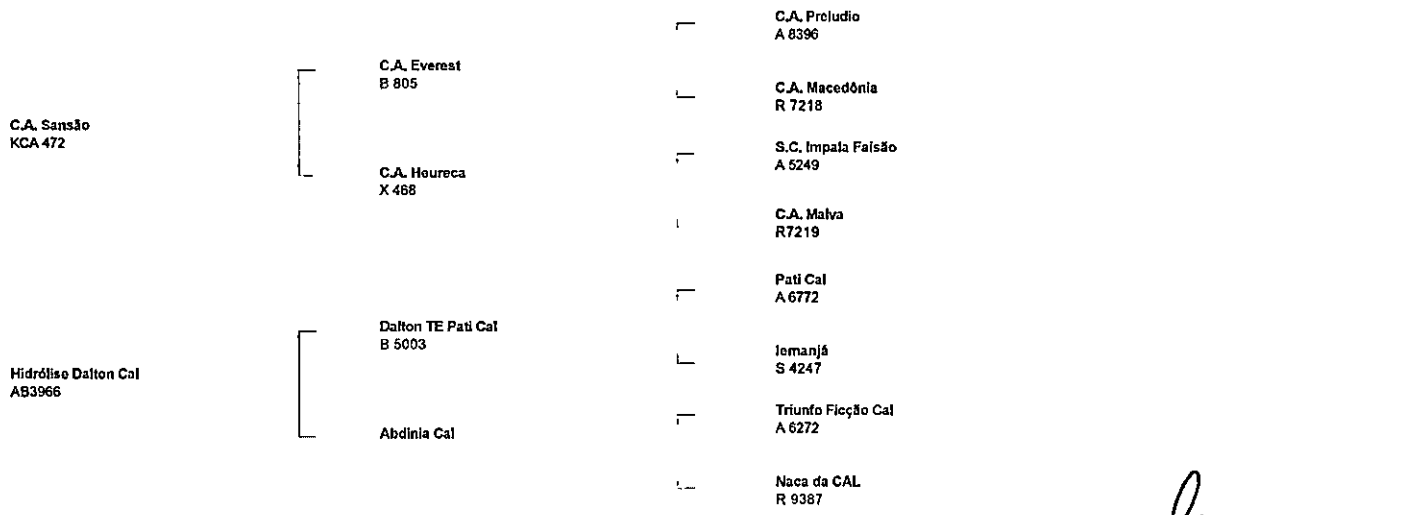 C.A. Preludio
A 8396
C.A. Everest
B 805
C.A. Macedônia
R 7218
C.A. Sansão
KCA 472
S.C. Impala Faisão
A 5249
C.A. Heureca
X 468
C.A. Malva
R7219
Pati Cal
A 6772
Dalton TE Pati Cal
B 5003
Iemanjá
S 4247
Hidrólise Dalton Cal
AB3966
Triunfo Ficção Cal
A 6272
Abdinia Cal
Naca da CAL
R 9387